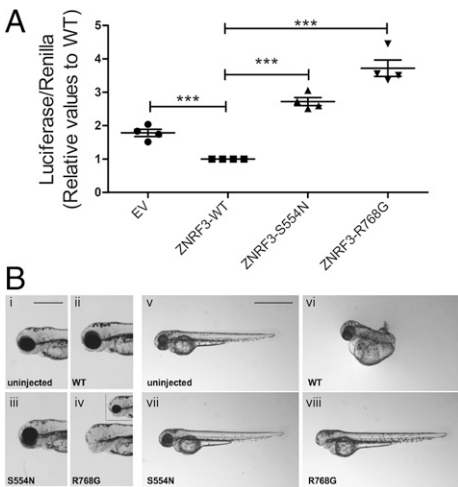 A
Luciferase/Renilla
(Relative values to WT)
5
4
3
2
1
0
***
***
***
EV
ZNRF3-WT
ZNRF3-S554N
ZNRF3-R768G
B
i
ii
v
vi
uninjected
WT
uninjected
WT
iii
iv
vii
viii
S554N
R768G
S554N
R768G